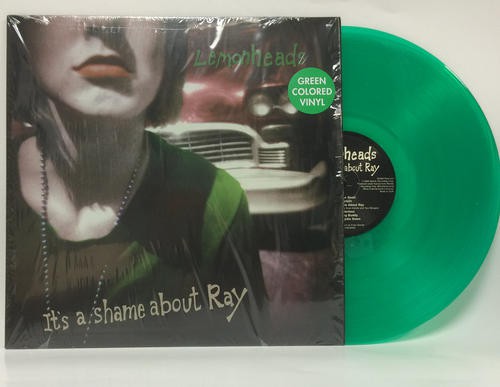 Lemonheads
GREEN
COLORED
VINYL
heads
about Ray
It's a shame about Ray